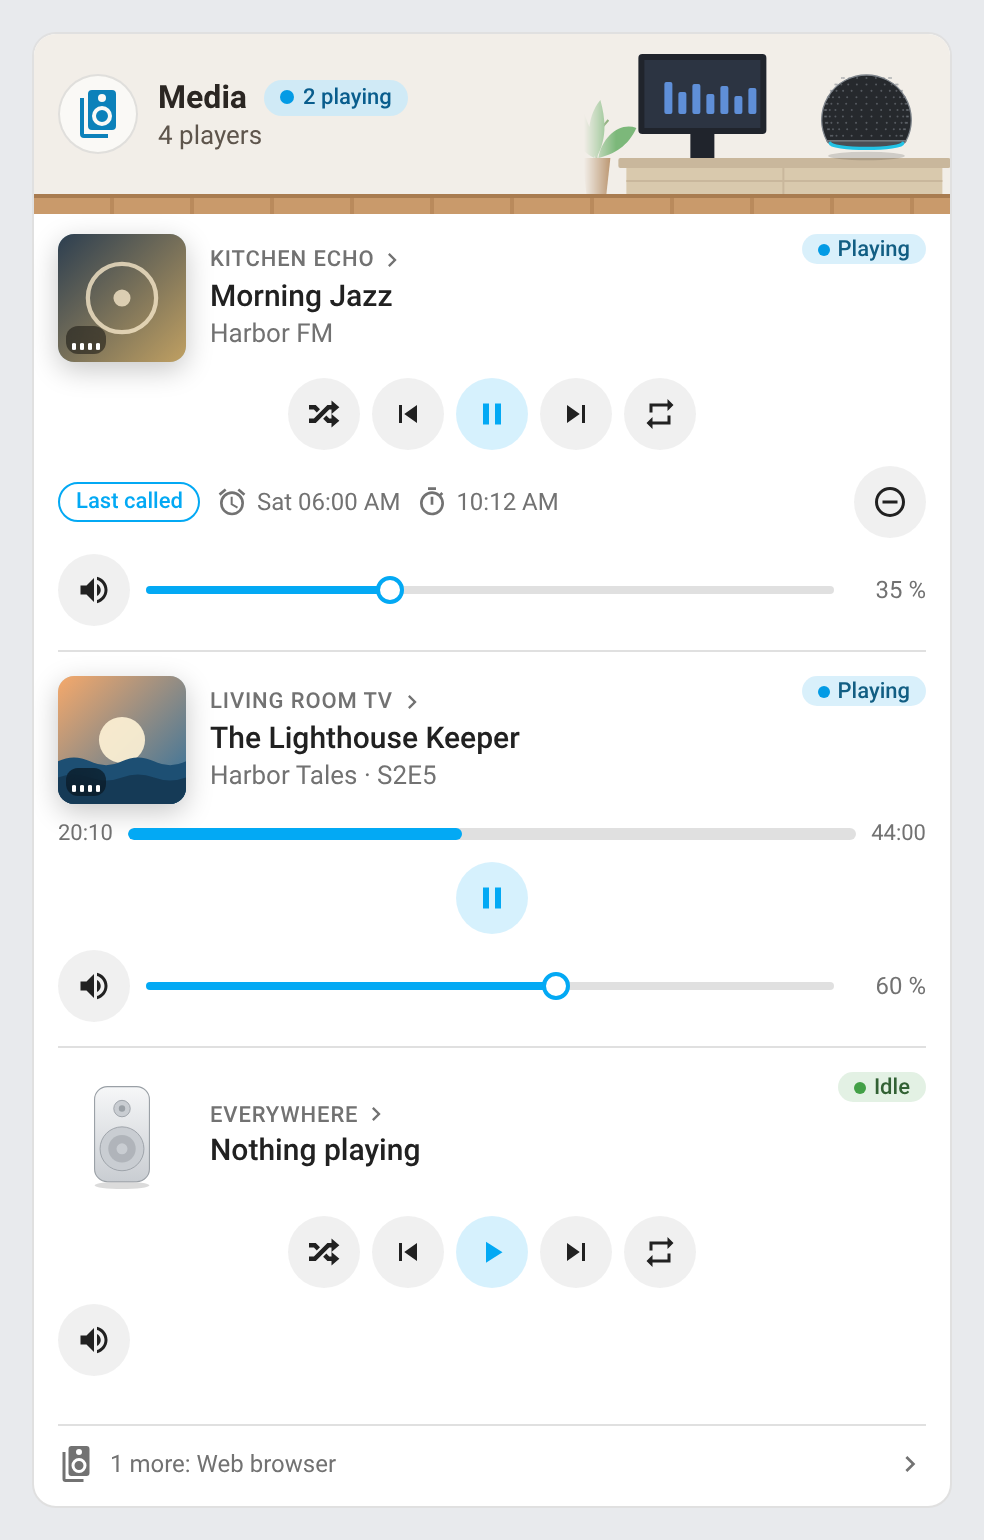 Media
2 playing
4 players
KITCHEN ECHO
Playing
Morning Jazz
Harbor FM
Last called
Sat 06:00 AM
10:12 AM
35 %
LIVING ROOM TV
Playing
The Lighthouse Keeper
Harbor Tales · S2E5
20:10
44:00
60 %
Idle
EVERYWHERE
Nothing playing
1 more: Web browser